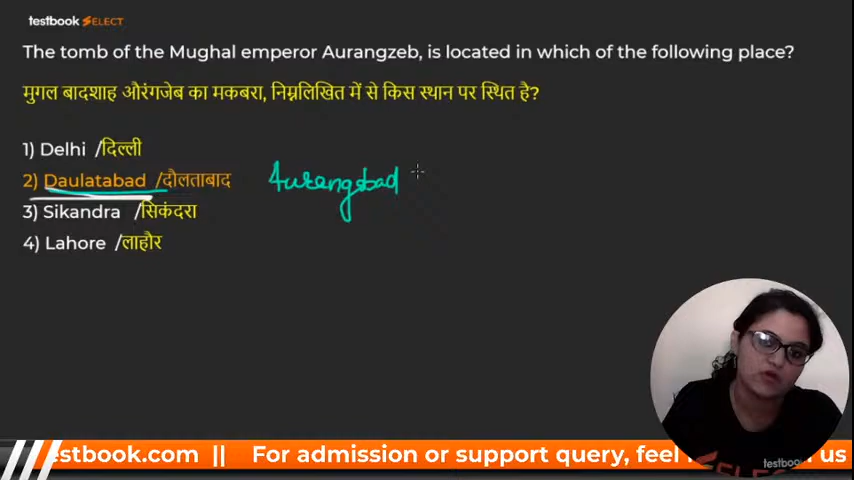 testbook SELECT
The tomb of the Mughal emperor Aurangzeb, is located in which of the following place?
मुगल बादशाह औरंगजेब का मकबरा, निम्नलिखित में से किस स्थान पर स्थित है?
1) Delhi /दिल्ली
2) Daulatabad /दौलताबाद Aurangabad
3) Sikandra /सिकंदरा
4) Lahore /लाहौर
testbook
estbook.com || For admission or support query, feel us